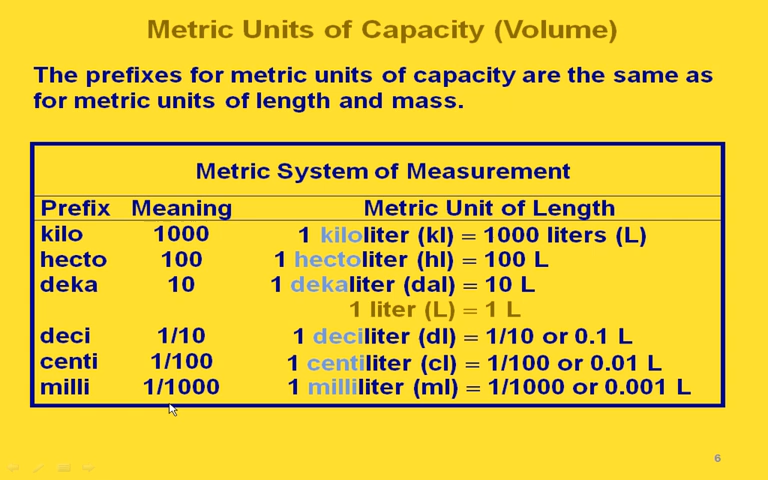 Metric Units of Capacity (Volume)
The prefixes for metric units of capacity are the same as
for metric units of length and mass.
Metric System of Measurement
Prefix Meaning Metric Unit of Length
kilo 1000 1 kiloliter (kl) = 1000 liters (L)
hecto 100 1 hectoliter (hl) = 100 L
deka 10 1 dekaliter (dal) = 10 L
1 liter (L) = 1 L
deci 1/10 1 deciliter (dl) = 1/10 or 0.1 L
centi 1/100 1 centiliter (cl) = 1/100 or 0.01 L
milli 1/1000 1 milliliter (ml) = 1/1000 or 0.001 L
6